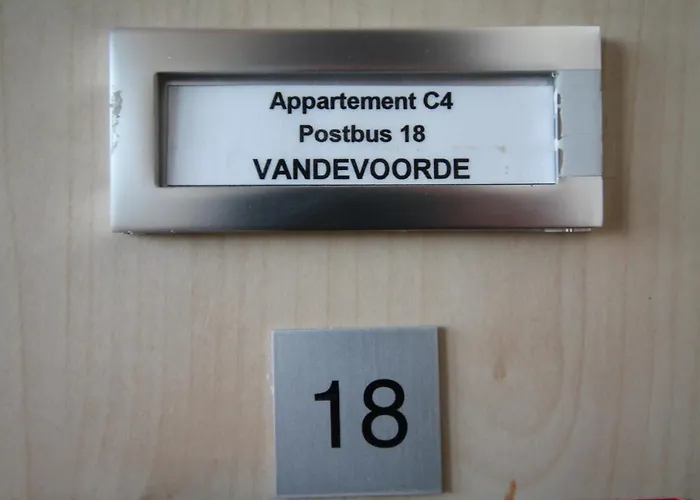 Appartement C4
Postbus 18
VANDEVOORDE
18